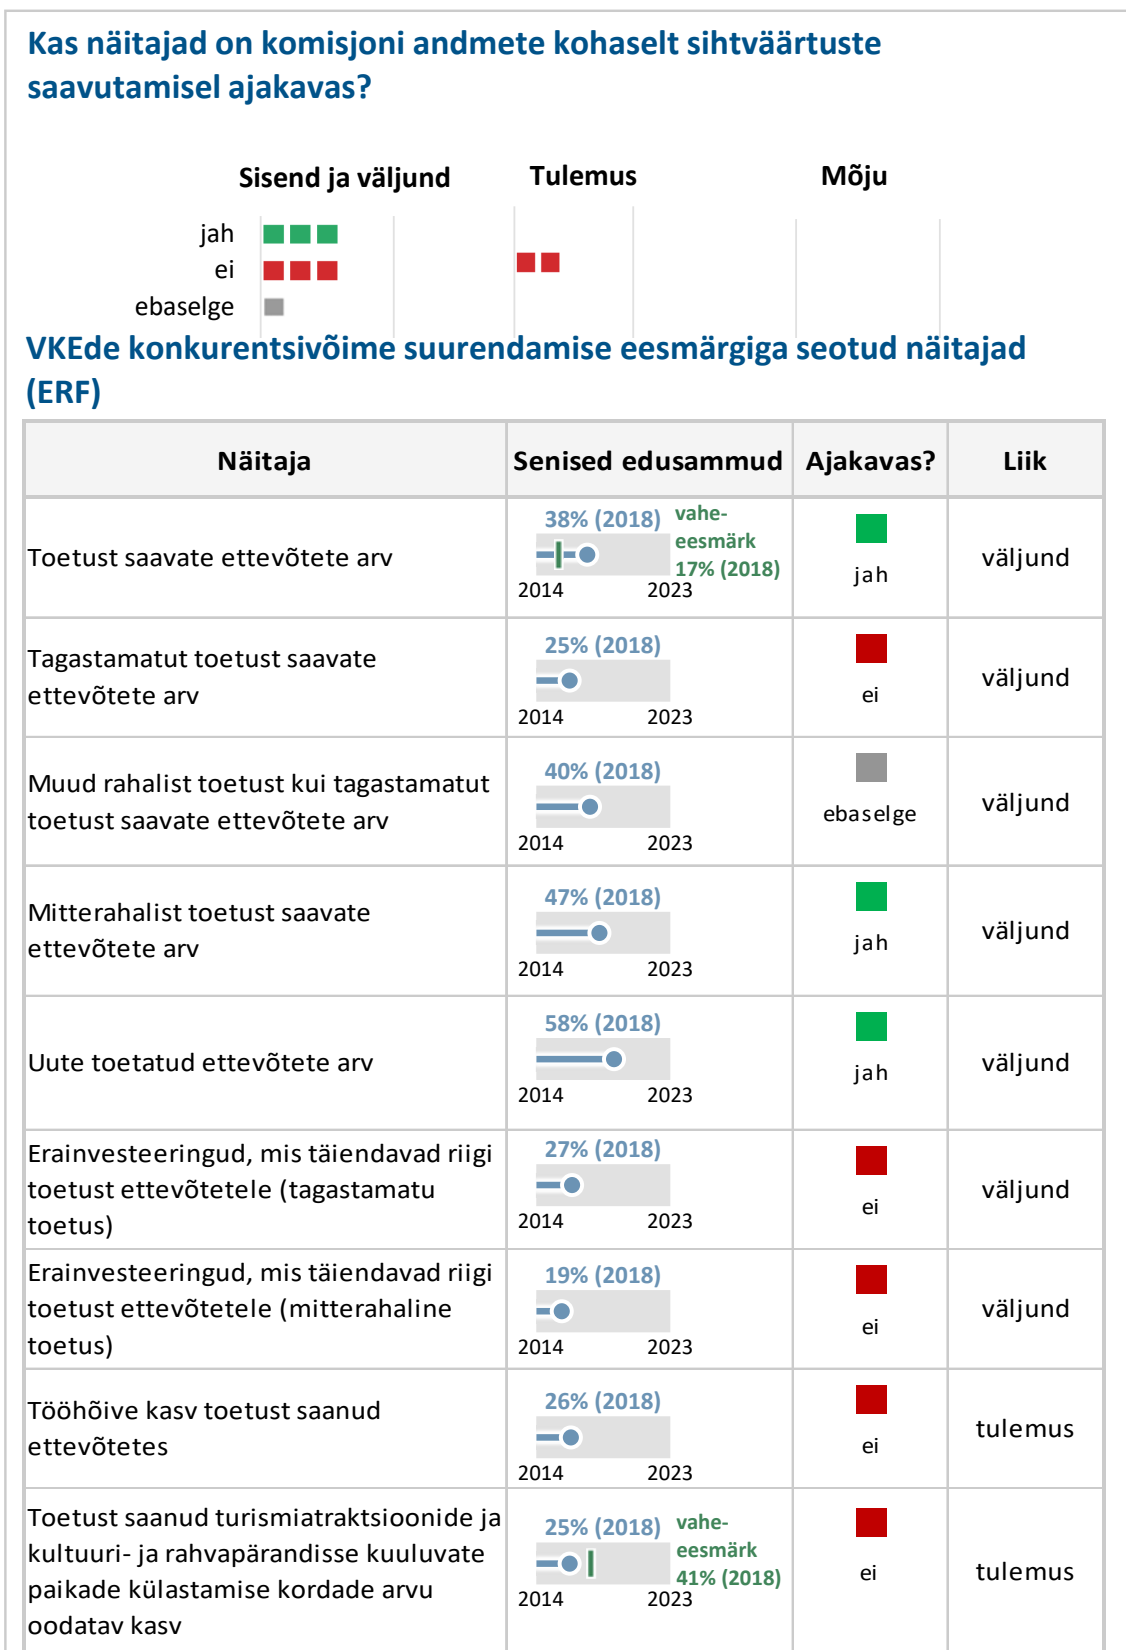 Kas näitajad on komisjoni andmete kohaselt sihtväärtuste
saavutamisel ajakavas?
Sisend ja väljund
Tulemus
Mõju
jah
ei
ebaselge
VKEde konkurentsivõime suurendamise eesmärgiga seotud näitajad
(ERF)
Näitaja
Senised edusammud
Ajakavas?
Liik
Toetust saavate ettevõtete arv
38% (2018)
vahe-
eesmärk
17% (2018)
2014
2023
jah
väljund
Tagastamatut toetust saavate
ettevõtete arv
25% (2018)
2014
2023
ei
väljund
Muud rahalist toetust kui tagastamatut
toetust saavate ettevõtete arv
40% (2018)
2014
2023
ebaselge
väljund
Mitterahalist toetust saavate
ettevõtete arv
47% (2018)
2014
2023
jah
väljund
Uute toetatud ettevõtete arv
58% (2018)
2014
2023
jah
väljund
Erainvesteeringud, mis täiendavad riigi
toetust ettevõtetele (tagastamatu
toetus)
27% (2018)
2014
2023
ei
väljund
Erainvesteeringud, mis täiendavad riigi
toetust ettevõtetele (mitterahaline
toetus)
19% (2018)
2014
2023
ei
väljund
Tööhõive kasv toetust saanud
ettevõtetes
26% (2018)
2014
2023
ei
tulemus
Toetust saanud turismiatraktsioonide ja
kultuuri- ja rahvapärandisse kuuluvate
paikade külastamise kordade arvu
oodatav kasv
25% (2018)
vahe-
eesmärk
41% (2018)
2014
2023
ei
tulemus